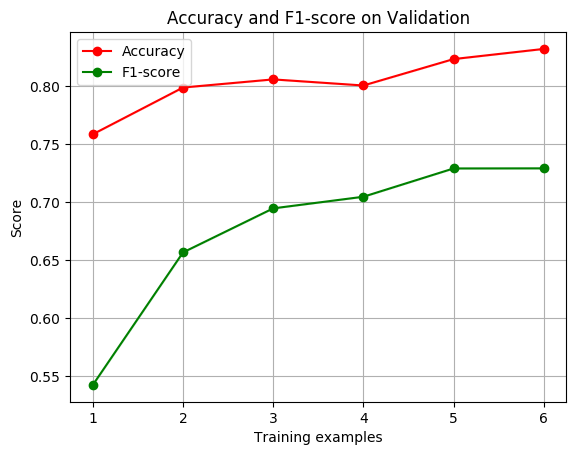 Accuracy and F1-score on Validation
Accuracy
F1-score
0.80
0.75
0.70
0.65
0.60
0.55
Score
1 2 3 4 5 6
Training examples